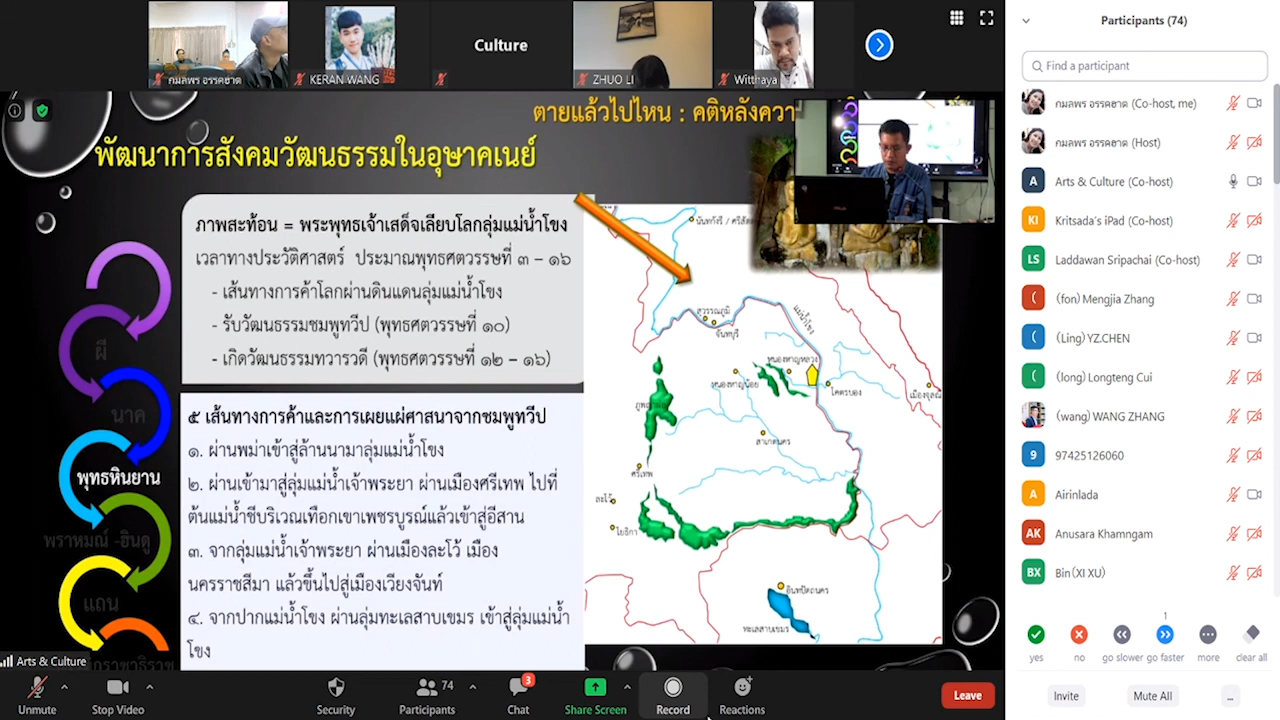 กมลพร อรรคฮาด
KERAN WANG
Culture
ZHUO LI
Witthaya
ตายแล้วไปไหน : คติหลังควา
พัฒนาการสังคมวัฒนธรรมในอุษาคเนย์
ภาพสะท้อน = พระพุทธเจ้าเสด็จเลียบโลกลุ่มแม่น้ำโขง
เวลาทางประวัติศาสตร์ ประมาณพุทธศตวรรษที่ ๓ – ๑๖
- เส้นทางการค้าโลกผ่านดินแดนลุ่มแม่น้ำโขง
- รับวัฒนธรรมชมพูทวีป (พุทธศตวรรษที่ ๑๐)
- เกิดวัฒนธรรมทวารวดี (พุทธศตวรรษที่ ๑๒ – ๑๖)
๕ เส้นทางการค้าและการเผยแผ่ศาสนาจากชมพูทวีป
๑. ผ่านพม่าเข้าสู่ล้านนามาลุ่มแม่น้ำโขง
๒. ผ่านเข้ามาสู่ลุ่มแม่น้ำเจ้าพระยา ผ่านเมืองศรีเทพ ไปที่
ต้นแม่น้ำชีบริเวณเทือกเขาเพชรบูรณ์แล้วเข้าสู่อีสาน
๓. จากลุ่มแม่น้ำเจ้าพระยา ผ่านเมืองละโว้ เมือง
นครราชสีมา แล้วขึ้นไปสู่เมืองเวียงจันท์
๔. จากปากแม่น้ำโขง ผ่านลุ่มทะเลสาบเขมร เข้าสู่ลุ่มแม่น้ำ
โขง
ผี
นาค
พุทธหินยาน
พราหมณ์ -ฮินดู
แถน
สุวรรณภูมิ
จันทบุรี
แม่น้ำโขง
หนองหาญหลวง
หนองหาญน้อย
โคตรบอง
สาเกตนคร
ศรีเทพ
ละโว้
โยธิกา
อินทปัถถนคร
ทะเลสาบเขมร
Arts & Culture
Unmute
Stop Video
Security
74
Participants
3
Chat
Share Screen
Record
Reactions
Leave
Participants (74)
Find a participant
กมลพร อรรคฮาด (Co-host, me)
กมลพร อรรคฮาด (Host)
A
Arts & Culture (Co-host)
KI
Kritsada's iPad (Co-host)
LS
Laddawan Sripachai (Co-host)
(
(fon) Mengjia Zhang
(
(Ling) YZ.CHEN
(
(long) Longteng Cui
(wang) WANG ZHANG
9
97425126060
A
Airinlada
AK
Anusara Khamngam
BX
Bin(XI XU)
1
yes
no
go slower
go faster
more
clear all
Invite
Mute All
...